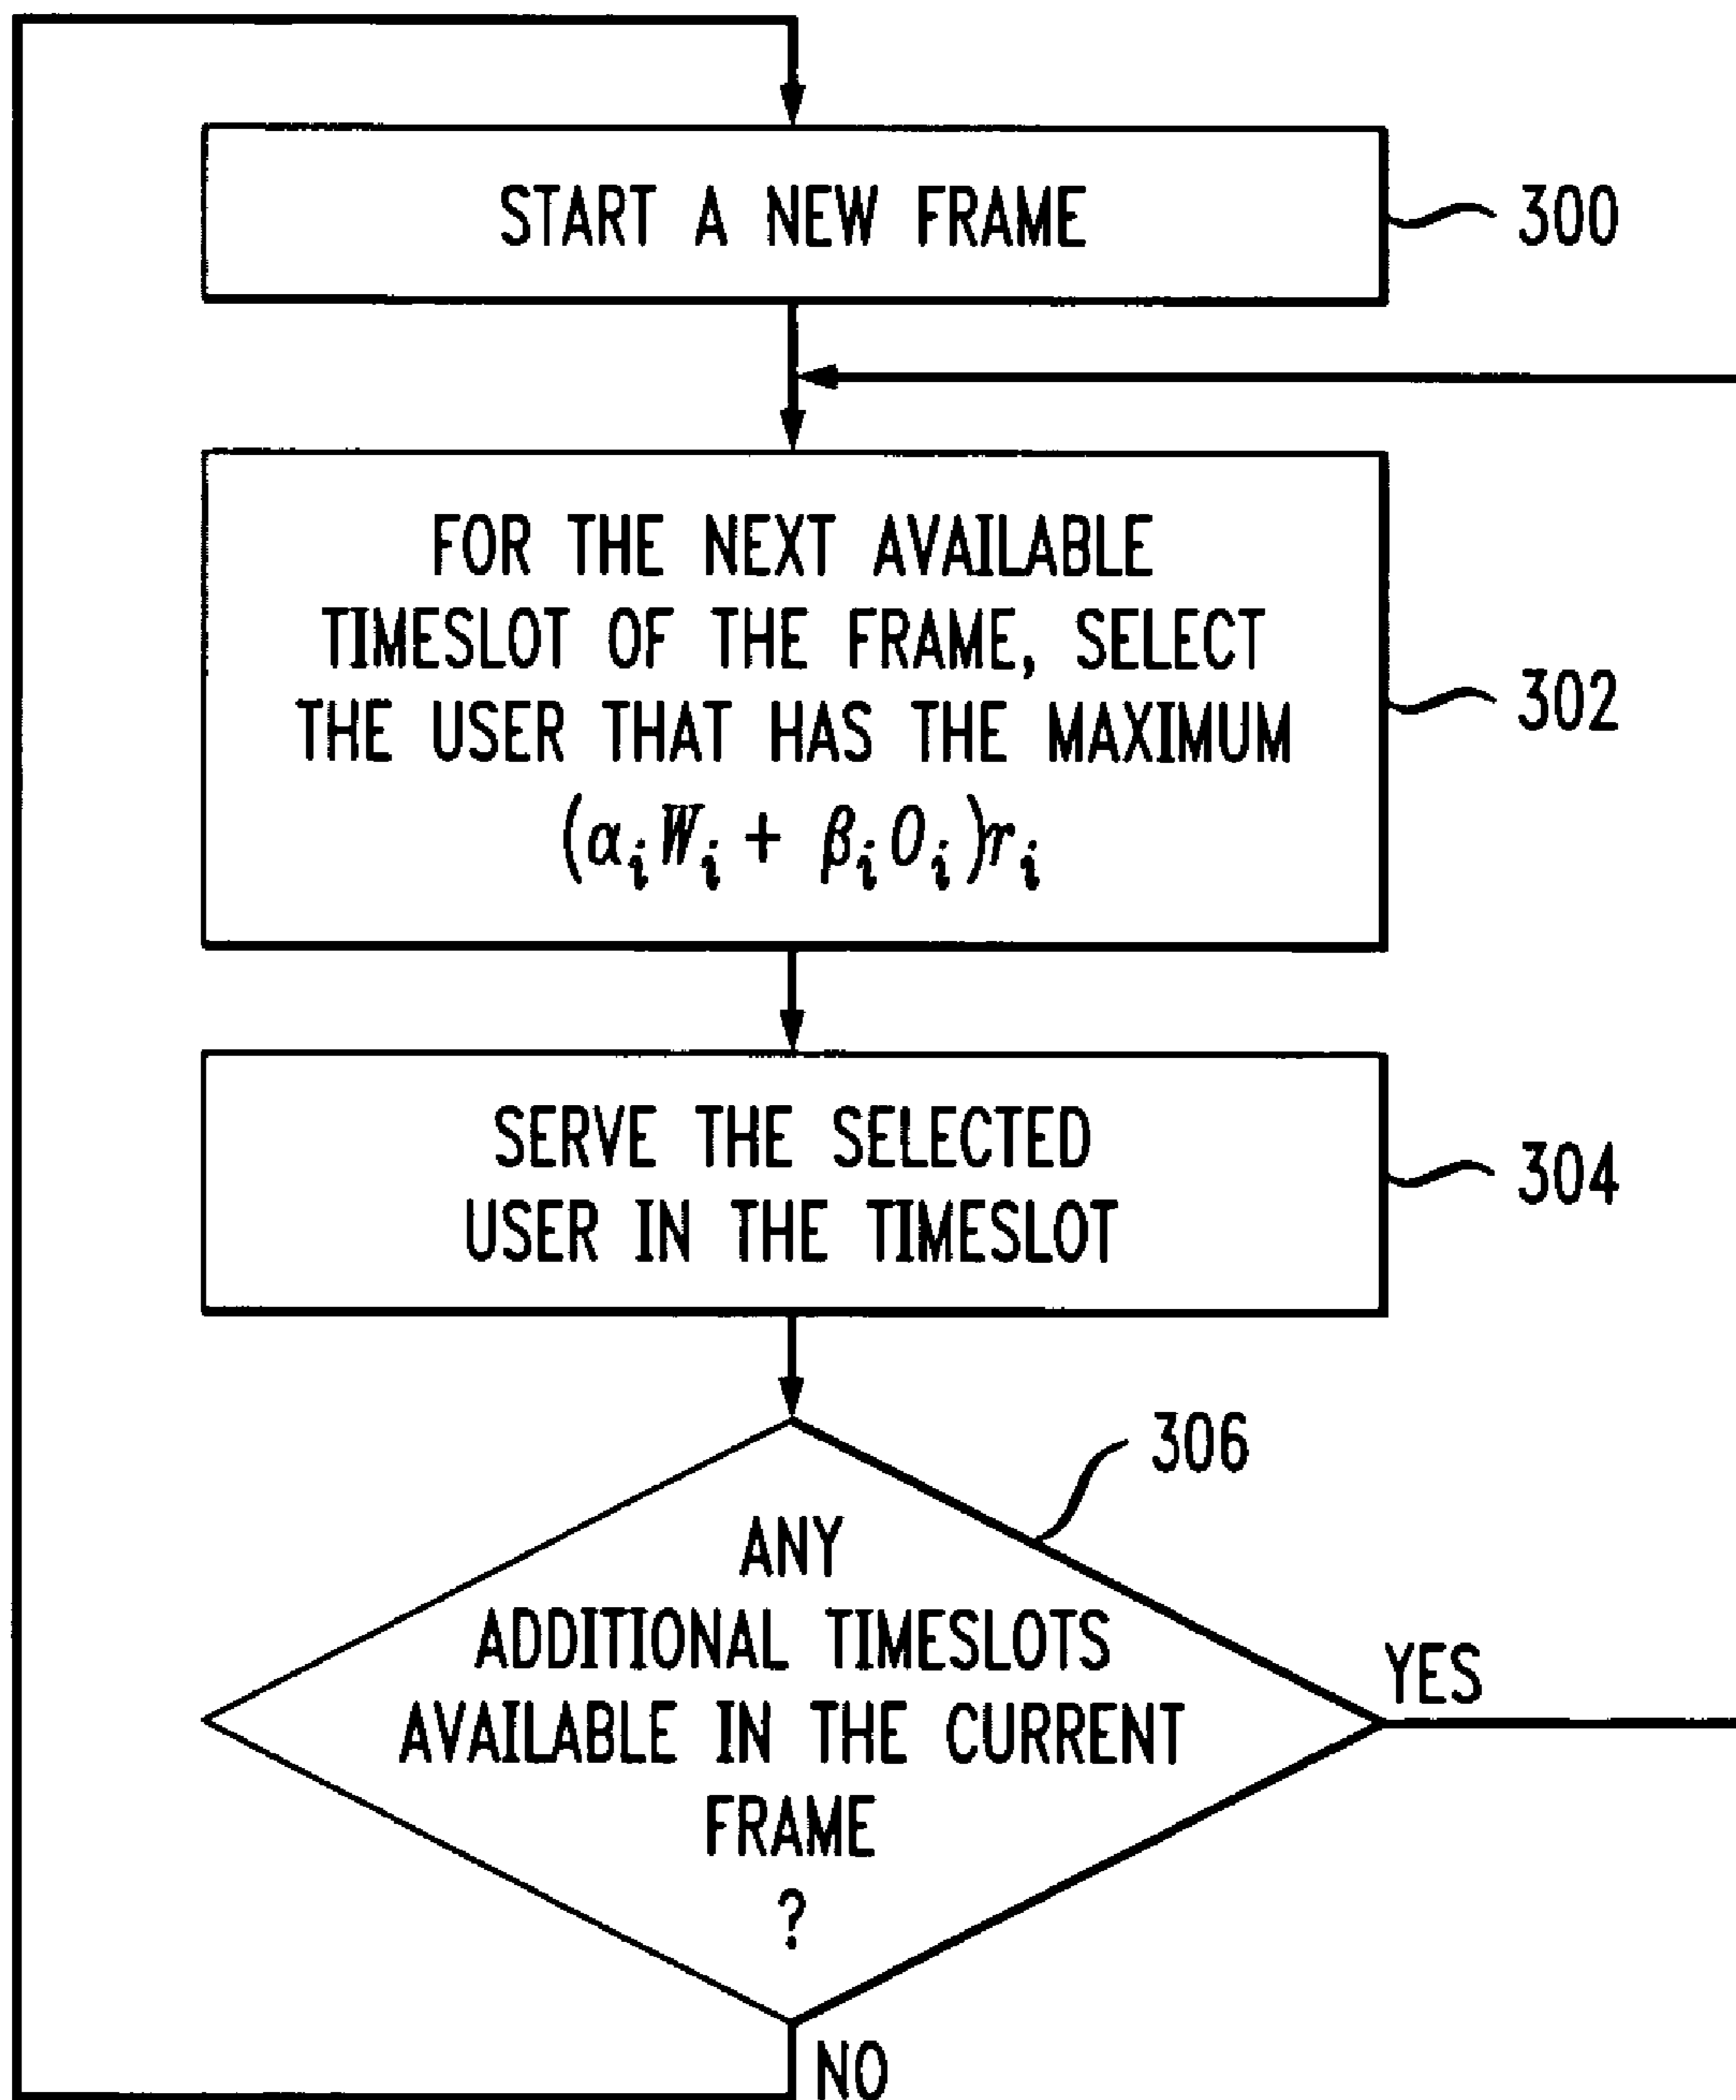 START A NEW FRAME
300
FOR THE NEXT AVAILABLE
TIMESLOT OF THE FRAME, SELECT
THE USER THAT HAS THE MAXIMUM
(αᵢWᵢ + βᵢOᵢ)rᵢ
302
SERVE THE SELECTED
USER IN THE TIMESLOT
304
306
ANY
ADDITIONAL TIMESLOTS
AVAILABLE IN THE CURRENT
FRAME
?
YES
NO